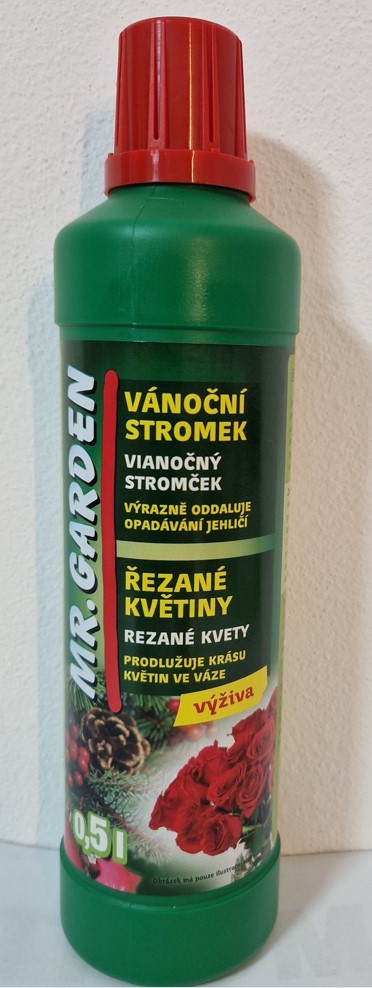 MR. GARDEN
VÁNOČNÍ
STROMEK
VIANOČNÝ
STROMČEK
VÝRAZNĚ ODDALUJE
OPADÁVÁNÍ JEHLIČÍ
ŘEZANÉ
KVĚTINY
REZANÉ KVETY
PRODLUŽUJE KRÁSU
KVĚTIN VE VÁZE
výživa
0,5 l
Obrázek má pouze